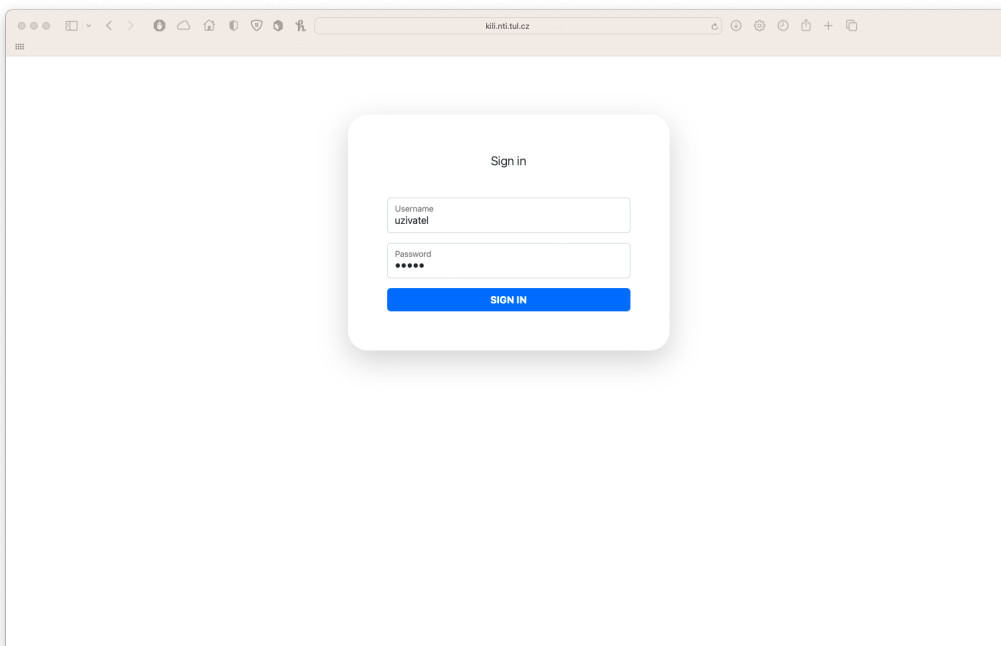 kili.nti.tul.cz
Sign in
Username
uzivatel
Password
●●●●●
SIGN IN